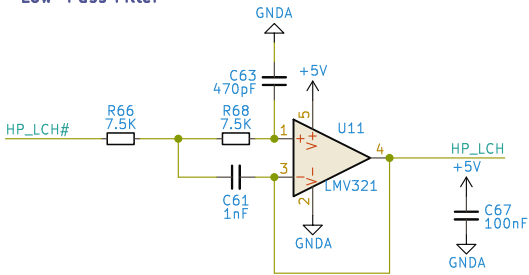 Low-Pass Filter
GNDA
C63
470pF
+5V
R66
7.5K
R68
7.5K
5
U11
HP_LCH#
1
+
V+
4
HP_LCH
3
-
V-
LMV321
+5V
C61
1nF
2
C67
100nF
GNDA
GNDA